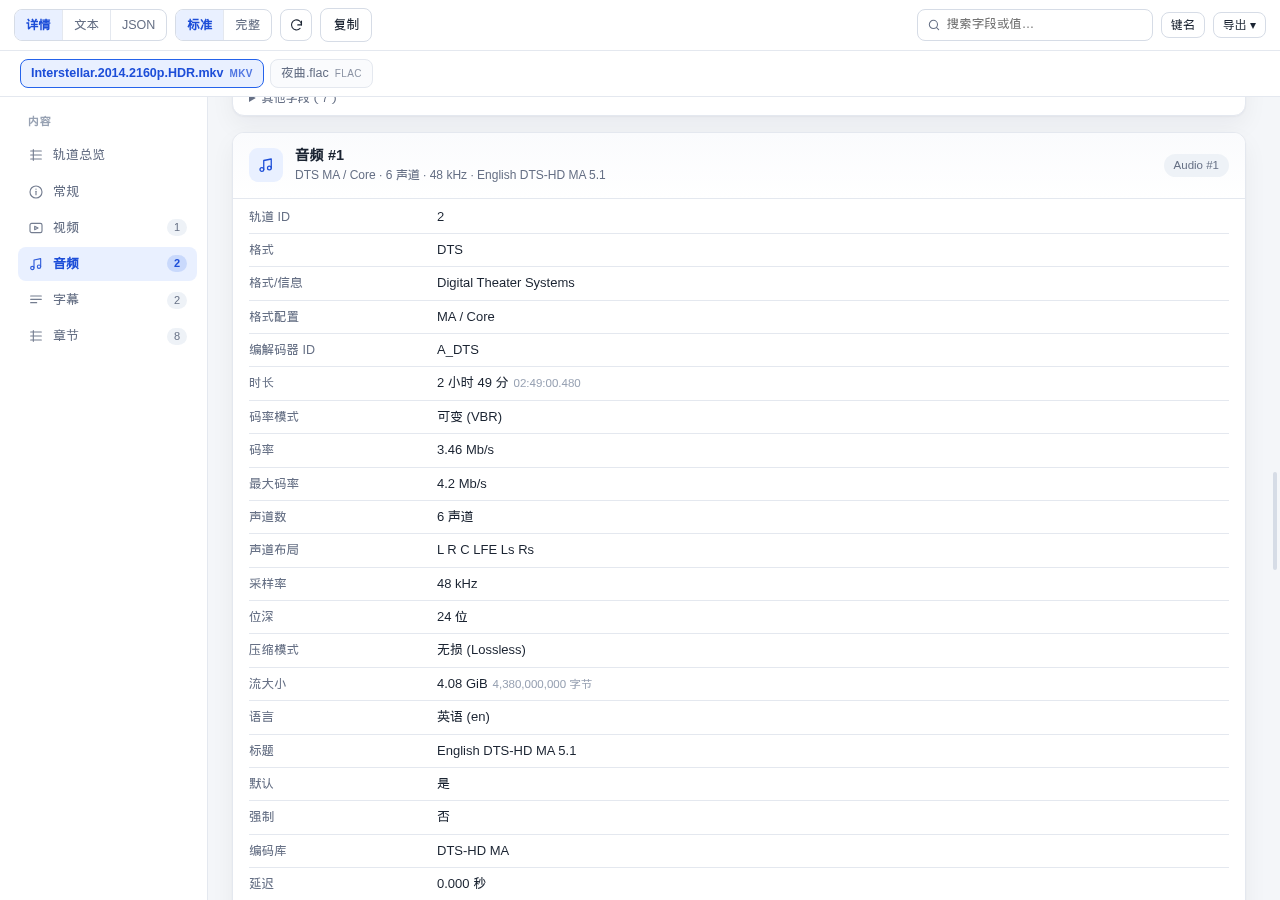 详情 文本 JSON 标准 完整 复制 搜索字段或值… 键名 导出 ▾
Interstellar.2014.2160p.HDR.mkv MKV 夜曲.flac FLAC
内容
轨道总览
常规
视频 1
音频 2
字幕 2
章节 8
▶ 其他字段 ( 7 )
音频 #1
DTS MA / Core · 6 声道 · 48 kHz · English DTS-HD MA 5.1
Audio #1
轨道 ID 2
格式 DTS
格式/信息 Digital Theater Systems
格式配置 MA / Core
编解码器 ID A_DTS
时长 2 小时 49 分 02:49:00.480
码率模式 可变 (VBR)
码率 3.46 Mb/s
最大码率 4.2 Mb/s
声道数 6 声道
声道布局 L R C LFE Ls Rs
采样率 48 kHz
位深 24 位
压缩模式 无损 (Lossless)
流大小 4.08 GiB 4,380,000,000 字节
语言 英语 (en)
标题 English DTS-HD MA 5.1
默认 是
强制 否
编码库 DTS-HD MA
延迟 0.000 秒